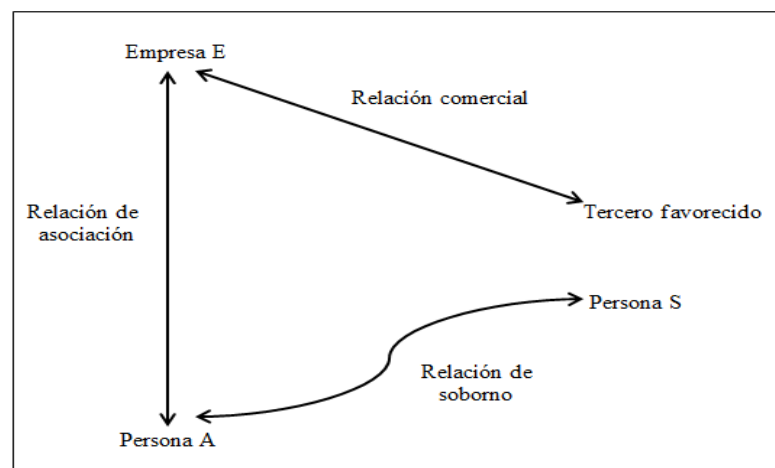 Empresa E
Relación comercial
Relación de
asociación
Tercero favorecido
Persona S
Relación de
soborno
Persona A